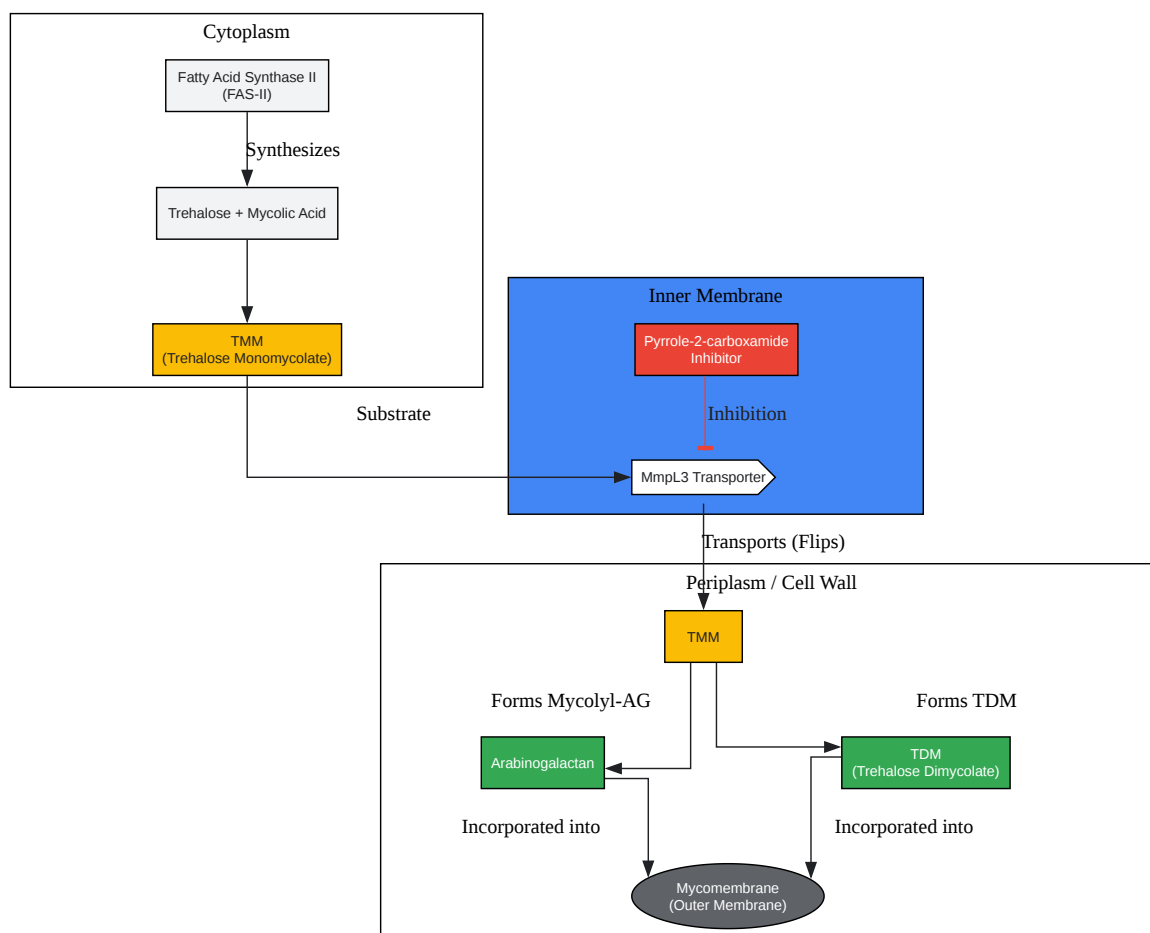 Cytoplasm
Fatty Acid Synthase II
(FAS-II)
Synthesizes
Trehalose + Mycolic Acid
TMM
(Trehalose Monomycolate)
Substrate
Inner Membrane
Pyrrole-2-carboxamide
Inhibitor
Inhibition
MmpL3 Transporter
Transports (Flips)
Periplasm / Cell Wall
TMM
Forms Mycolyl-AG
Forms TDM
Arabinogalactan
TDM
(Trehalose Dimycolate)
Incorporated into
Incorporated into
Mycomembrane
(Outer Membrane)